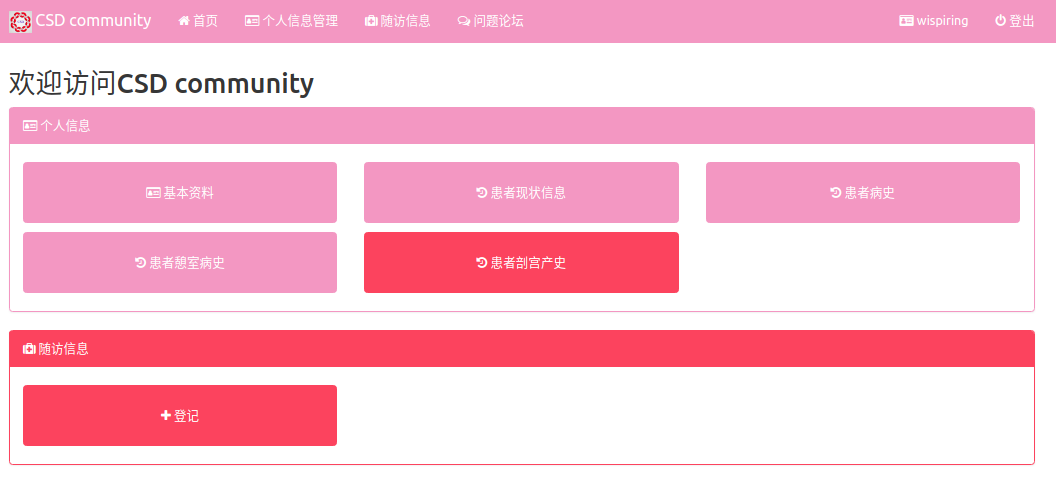 CSD community 首页 个人信息管理 随访信息 问题论坛 wispiring 登出
欢迎访问CSD community
个人信息
基本资料 患者现状信息 患者病史
患者憩室病史 患者剖宫产史
随访信息
登记